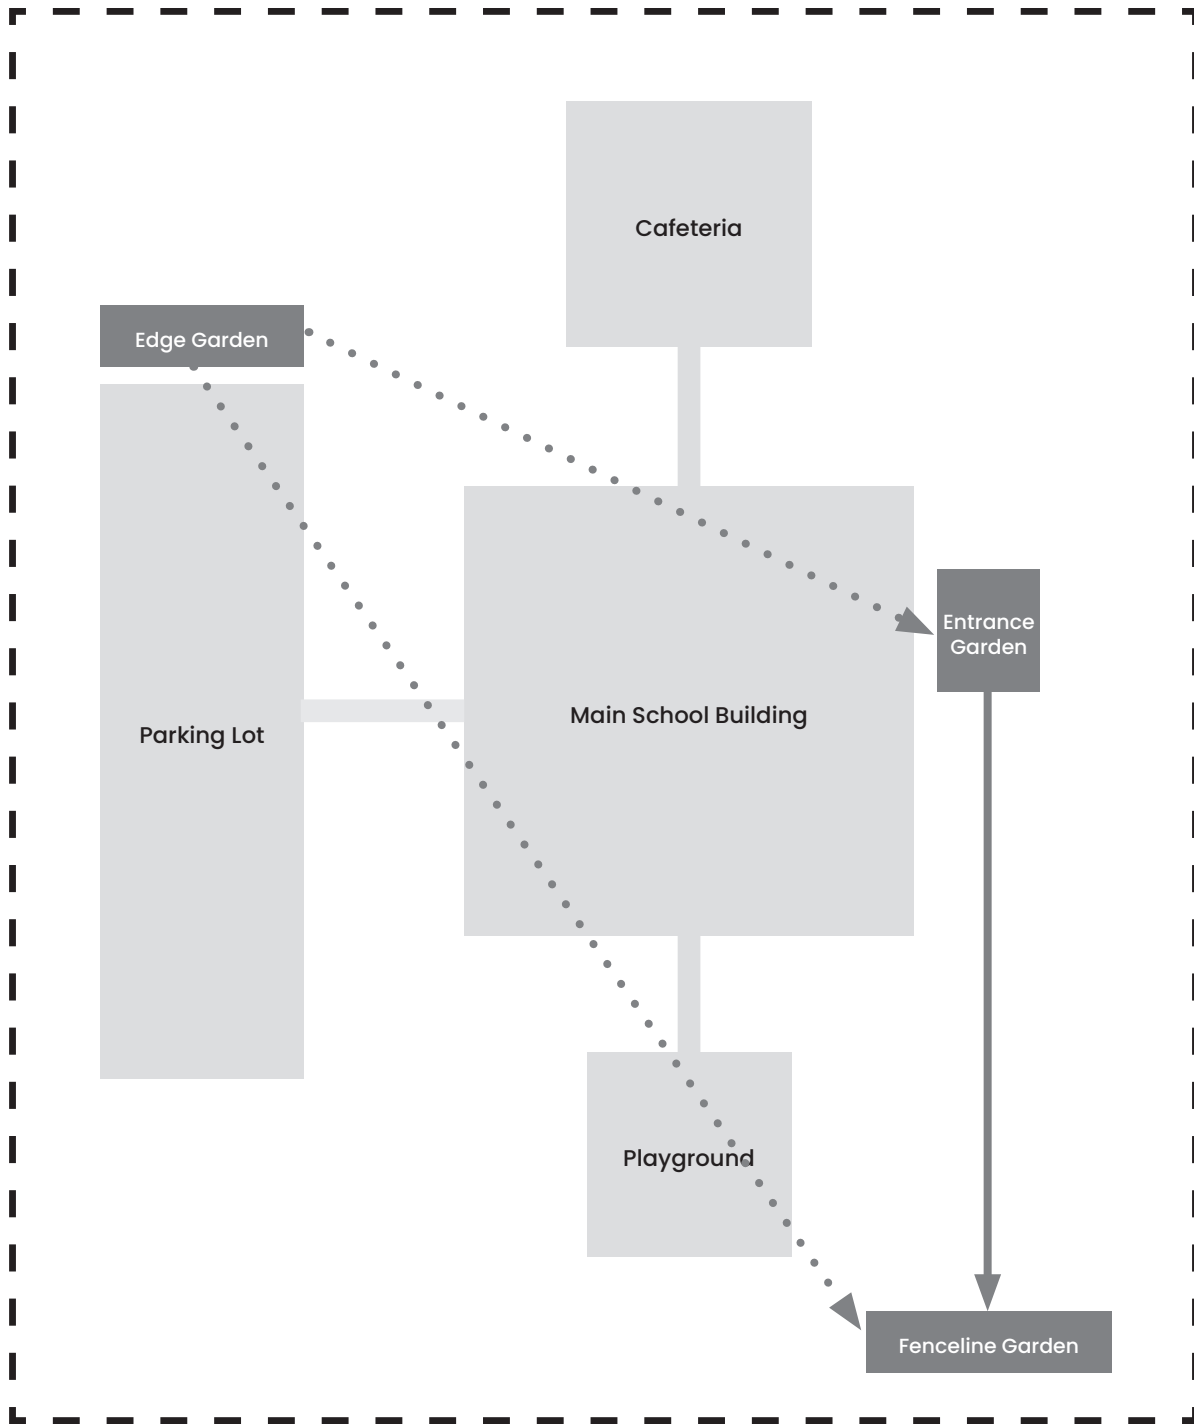 Cafeteria
Edge Garden
Entrance
Garden
Main School Building
Parking Lot
Playground
Fenceline Garden